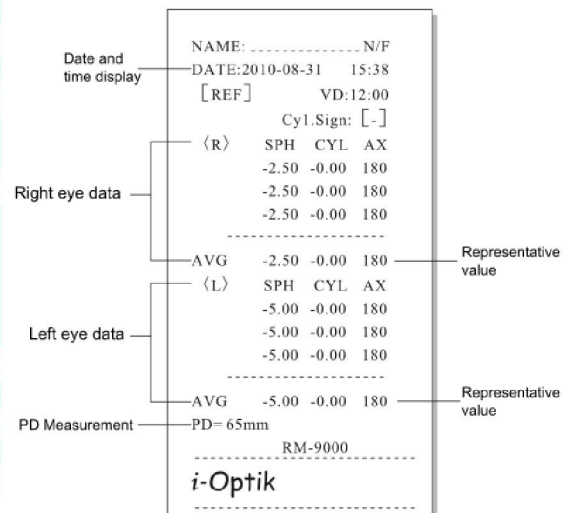 NAME: _ _ _ _ _ _ _ _ _ _ _ _ N/F
Date and
time display
DATE:2010-08-31 15:38
[REF] VD:12:00
Cyl.Sign: [-]
Right eye data
⟨R⟩ SPH CYL AX
-2.50 -0.00 180
-2.50 -0.00 180
-2.50 -0.00 180
AVG -2.50 -0.00 180
Representative
value
Left eye data
⟨L⟩ SPH CYL AX
-5.00 -0.00 180
-5.00 -0.00 180
-5.00 -0.00 180
AVG -5.00 -0.00 180
Representative
value
PD Measurement
PD= 65mm
RM-9000
i-Optik